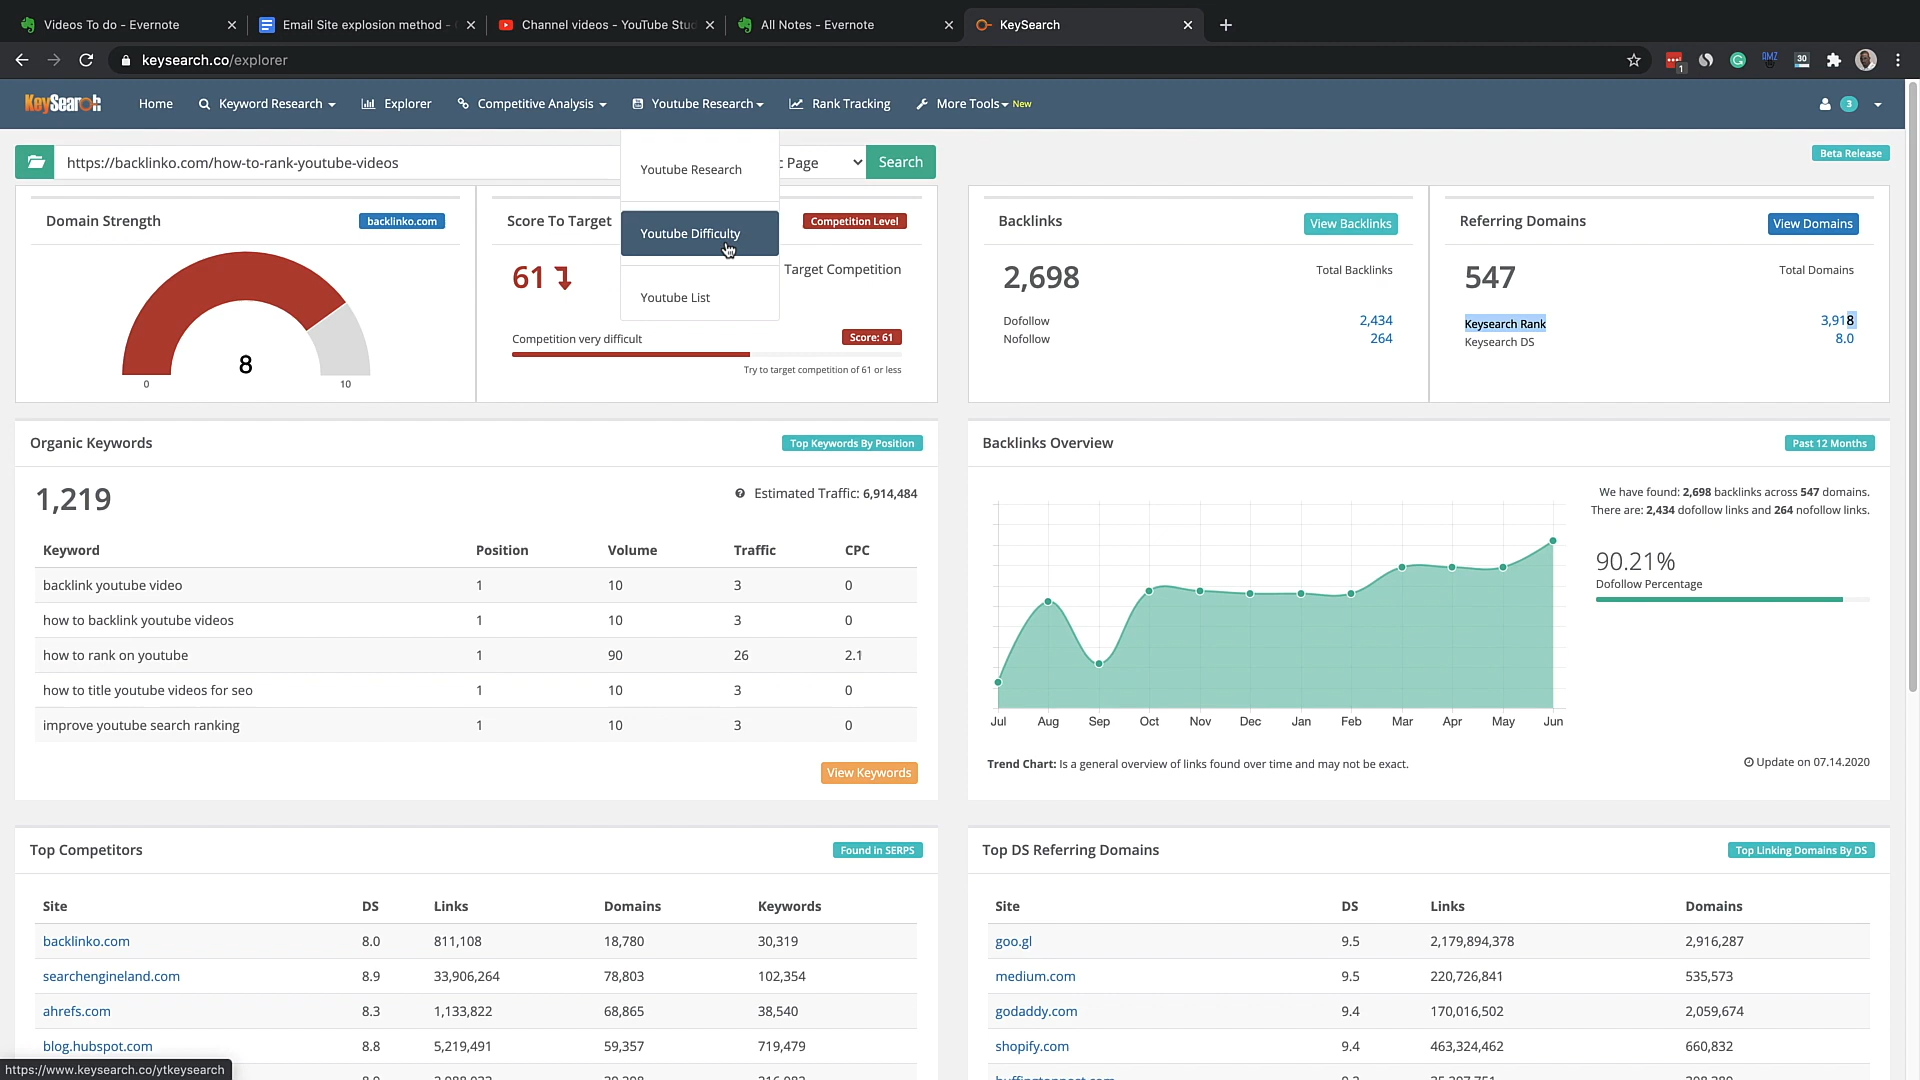 Videos To do - Evernote
Email Site explosion method -
Channel videos - YouTube Stud
All Notes - Evernote
KeySearch
keysearch.co/explorer
1
AMZ
30
KeySearch
Home
Keyword Research
Explorer
Competitive Analysis
Youtube Research
Rank Tracking
More Tools
New
3
https://backlinko.com/how-to-rank-youtube-videos
Page
Search
Beta Release
Youtube Research
Youtube Difficulty
Youtube List
Domain Strength
backlinko.com
8
0
10
Score To Target
Competition Level
61
Target Competition
Competition very difficult
Score: 61
Try to target competition of 61 or less
Backlinks
View Backlinks
2,698
Total Backlinks
Dofollow
2,434
Nofollow
264
Referring Domains
View Domains
547
Total Domains
Keysearch Rank
3,918
Keysearch DS
8.0
Organic Keywords
Top Keywords By Position
1,219
Estimated Traffic: 6,914,484
Keyword Position Volume Traffic CPC
backlink youtube video 1 10 3 0
how to backlink youtube videos 1 10 3 0
how to rank on youtube 1 90 26 2.1
how to title youtube videos for seo 1 10 3 0
improve youtube search ranking 1 10 3 0
View Keywords
Backlinks Overview
Past 12 Months
We have found: 2,698 backlinks across 547 domains.
There are: 2,434 dofollow links and 264 nofollow links.
90.21%
Dofollow Percentage
Jul Aug Sep Oct Nov Dec Jan Feb Mar Apr May Jun
Trend Chart: Is a general overview of links found over time and may not be exact.
Update on 07.14.2020
Top Competitors
Found in SERPS
Site DS Links Domains Keywords
backlinko.com 8.0 811,108 18,780 30,319
searchengineland.com 8.9 33,906,264 78,803 102,354
ahrefs.com 8.3 1,133,822 68,865 38,540
blog.hubspot.com 8.8 5,219,491 59,357 719,479
Top DS Referring Domains
Top Linking Domains By DS
Site DS Links Domains
goo.gl 9.5 2,179,894,378 2,916,287
medium.com 9.5 220,726,841 535,573
godaddy.com 9.4 170,016,502 2,059,674
shopify.com 9.4 463,324,462 660,832
https://www.keysearch.co/ytkeysearch